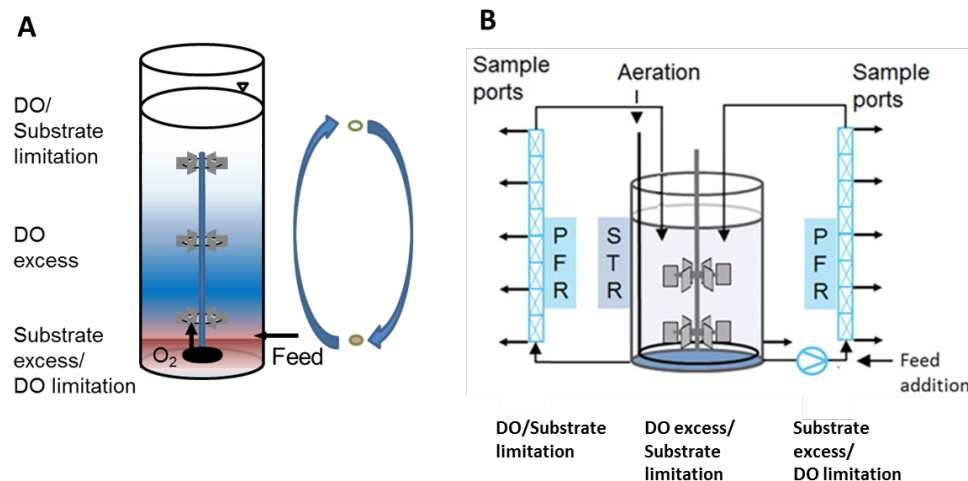 A
DO/
Substrate
limitation
DO
excess
Substrate
excess/
DO limitation
O₂
Feed
B
Sample
ports
Aeration
Sample
ports
P
F
R
S
T
R
P
F
R
Feed
addition
DO/Substrate
limitation
DO excess/
Substrate
limitation
Substrate
excess/
DO limitation